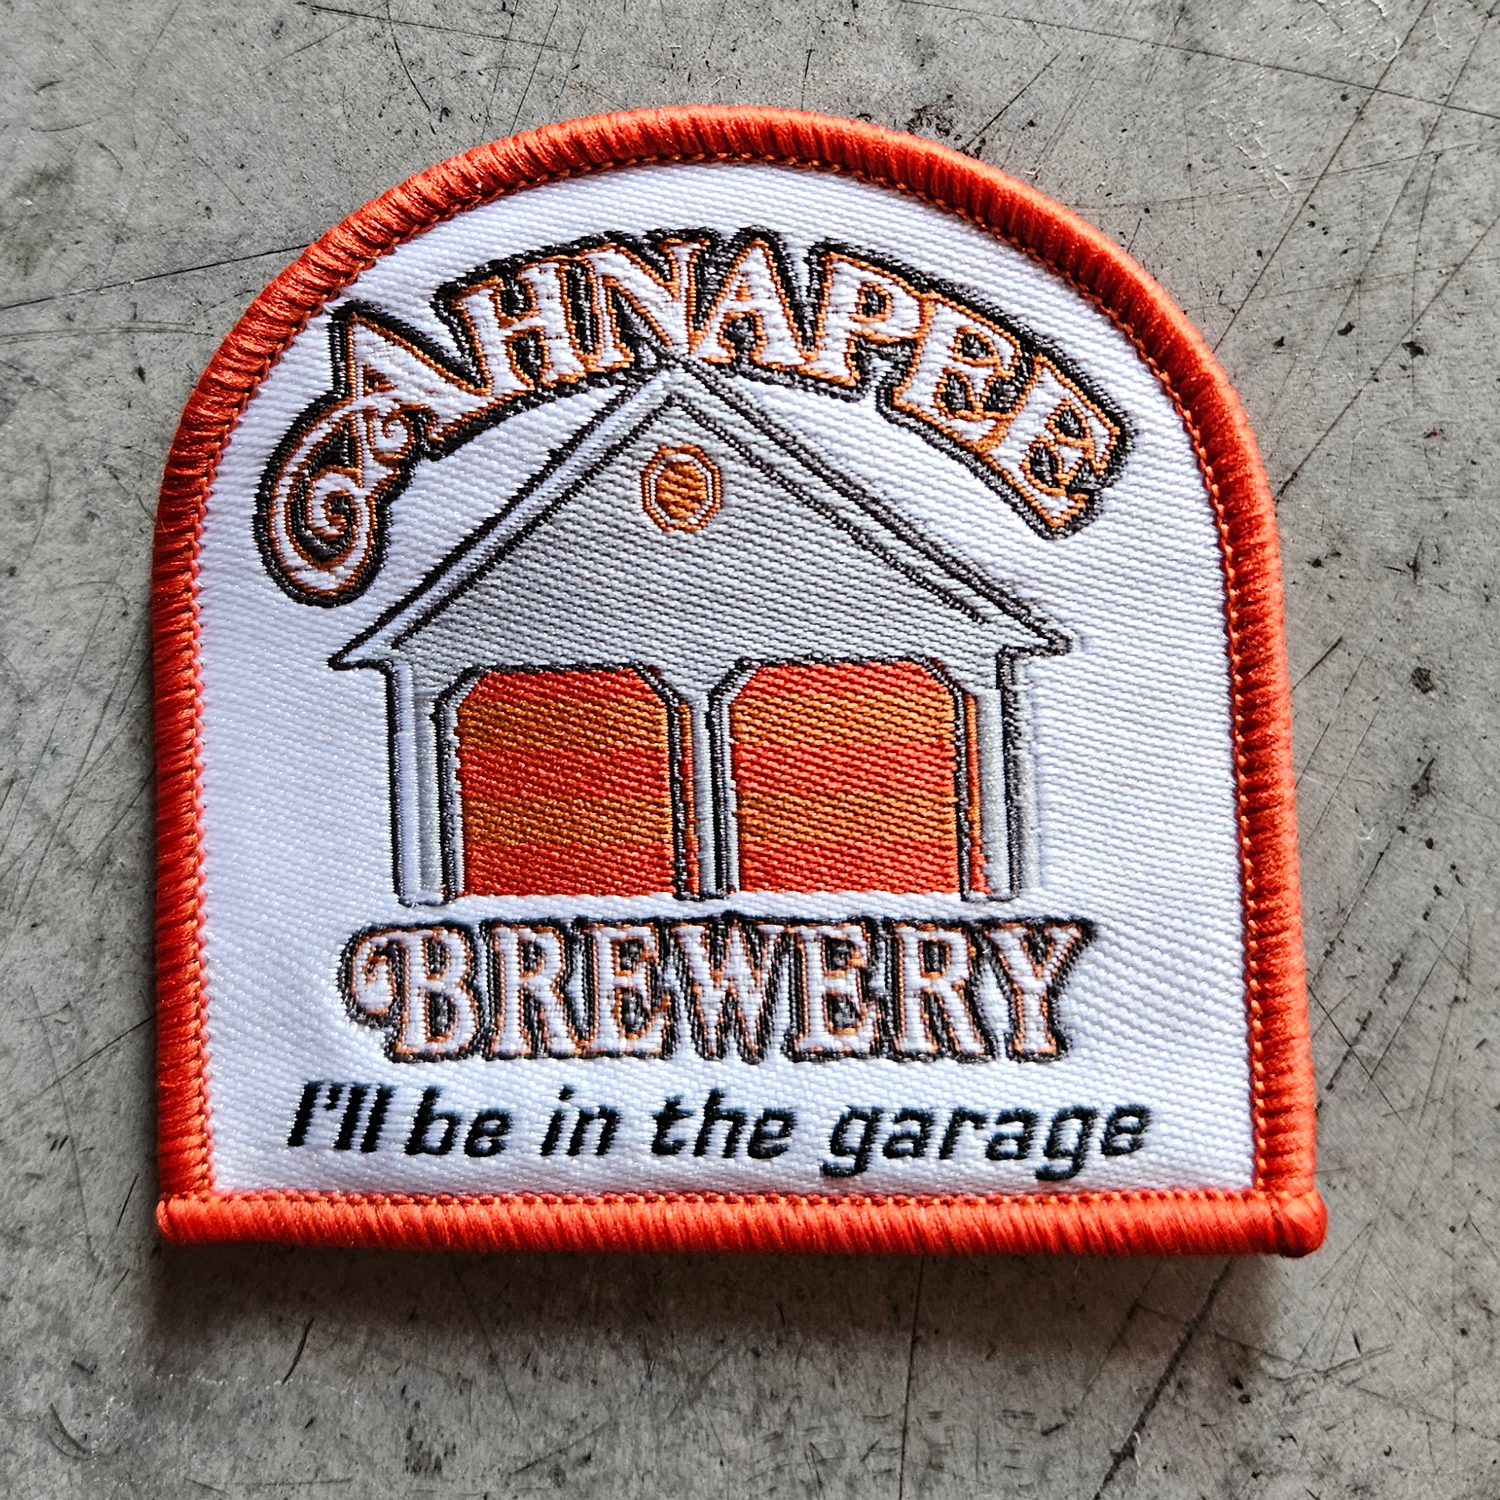 AHNAPEE
BREWERY
I'll be in the garage